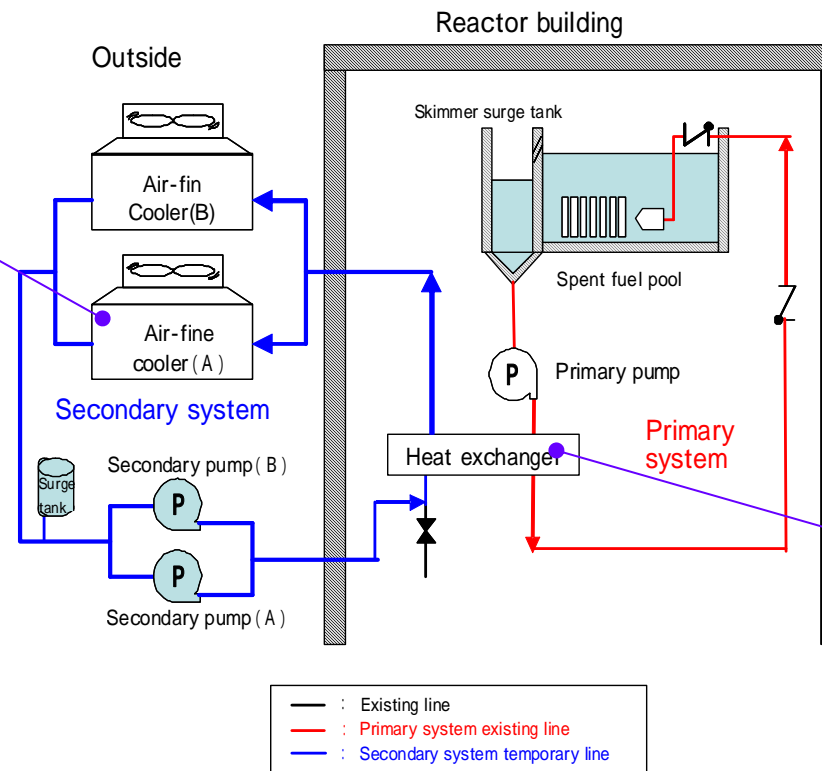 Reactor building
Outside
Skimmer surge tank
Air-fin
Cooler(B)
Spent fuel pool
Air-fine
cooler(A)
P
Primary pump
Secondary system
Primary
system
Heat exchanger
Secondary pump(B)
Surge
tank
P
P
Secondary pump(A)
: Existing line
: Primary system existing line
: Secondary system temporary line